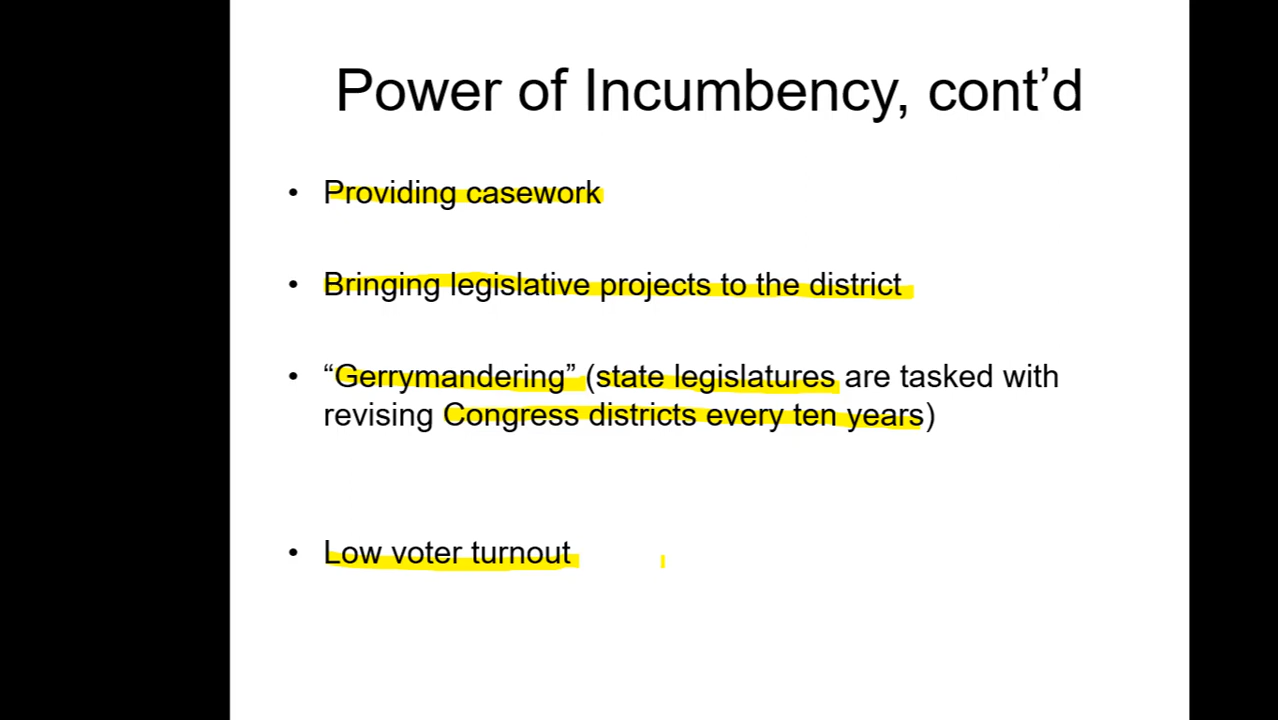 Power of Incumbency, cont’d
• Providing casework
• Bringing legislative projects to the district
• “Gerrymandering” (state legislatures are tasked with
revising Congress districts every ten years)
• Low voter turnout